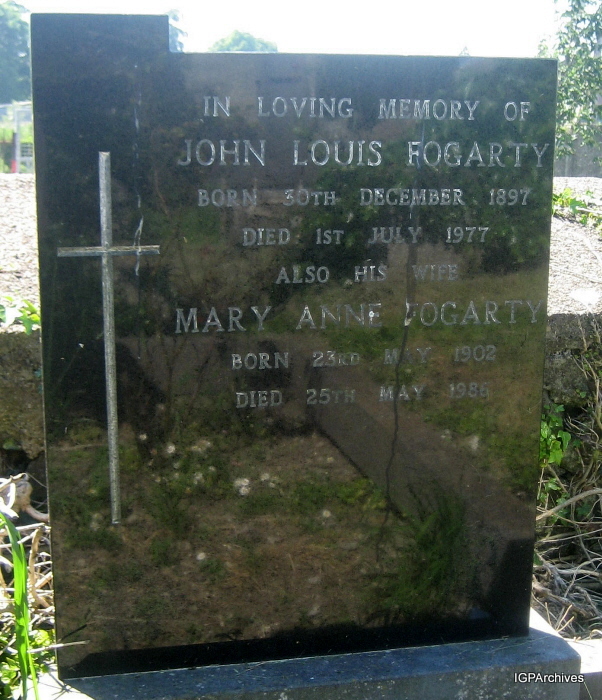 IN LOVING MEMORY OF
JOHN LOUIS FOGARTY
BORN 30TH DECEMBER 1897
DIED 1ST JULY 1977
ALSO HIS WIFE
MARY ANNE FOGARTY
BORN 23RD MAY 1902
DIED 25TH MAY 1986
IGPArchives